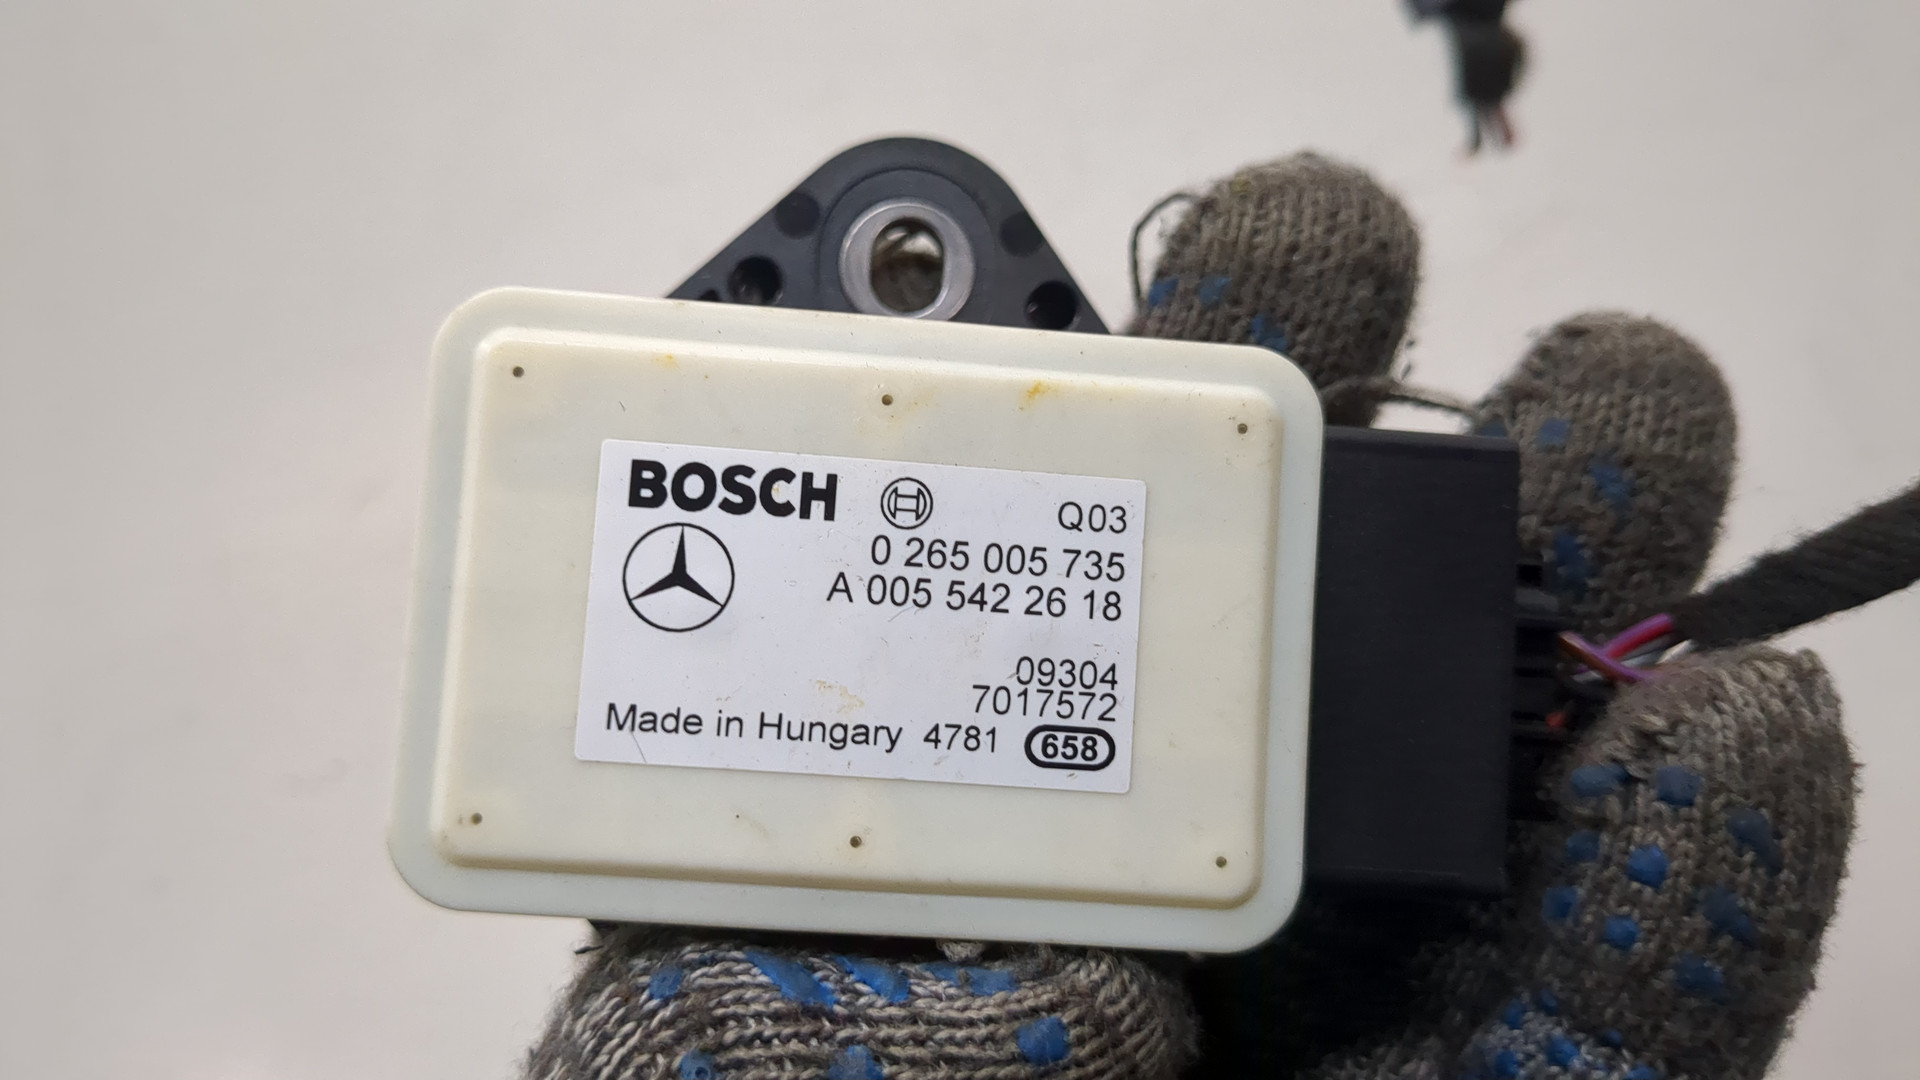 BOSCH Q03
0 265 005 735
A 005 542 26 18
09304
7017572
Made in Hungary 4781 658